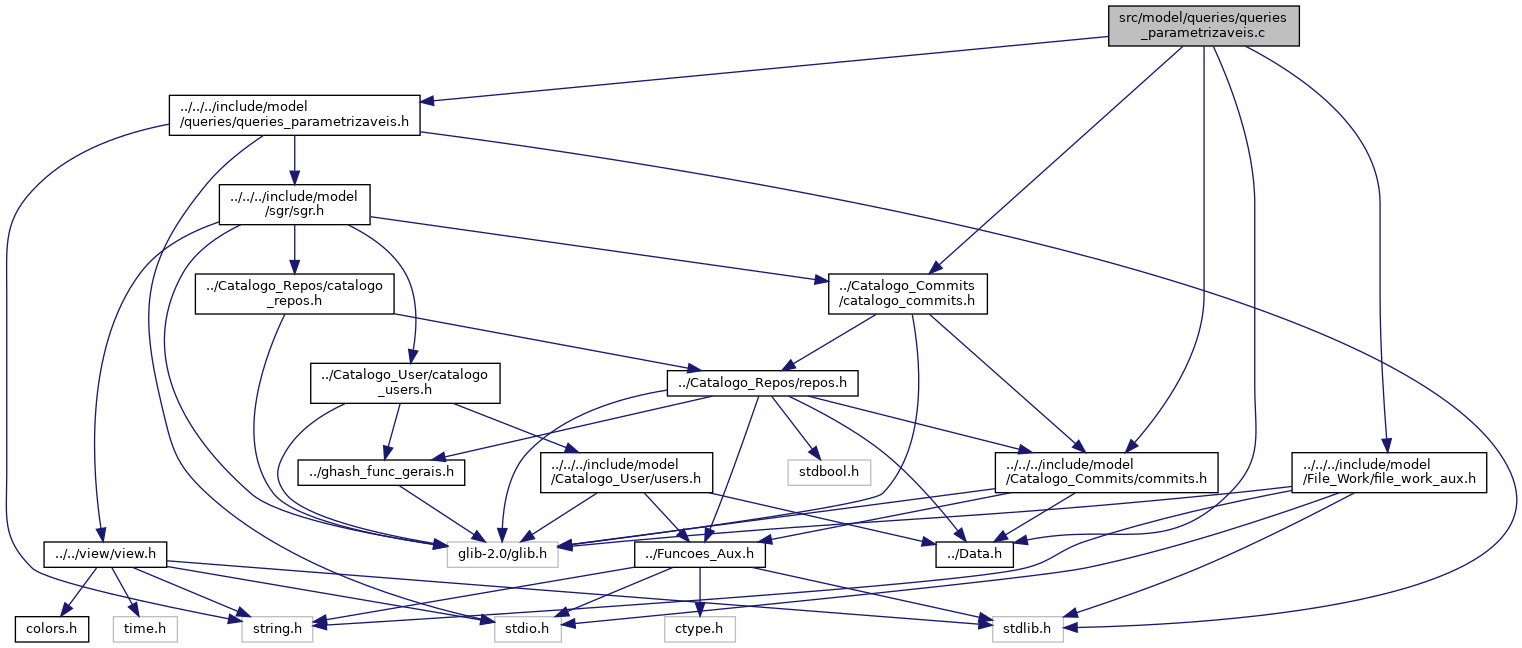 src/model/queries/queries
_parametrizaveis.c
../../../include/model
/queries/queries_parametrizaveis.h
../../../include/model
/sgr/sgr.h
../Catalogo_Repos/catalogo
_repos.h
../Catalogo_Commits
/catalogo_commits.h
../Catalogo_User/catalogo
_users.h
../Catalogo_Repos/repos.h
../ghash_func_gerais.h
../../../include/model
/Catalogo_User/users.h
stdbool.h
../../../include/model
/Catalogo_Commits/commits.h
../../../include/model
/File_Work/file_work_aux.h
../../view/view.h
glib-2.0/glib.h
../Funcoes_Aux.h
../Data.h
colors.h
time.h
string.h
stdio.h
ctype.h
stdlib.h